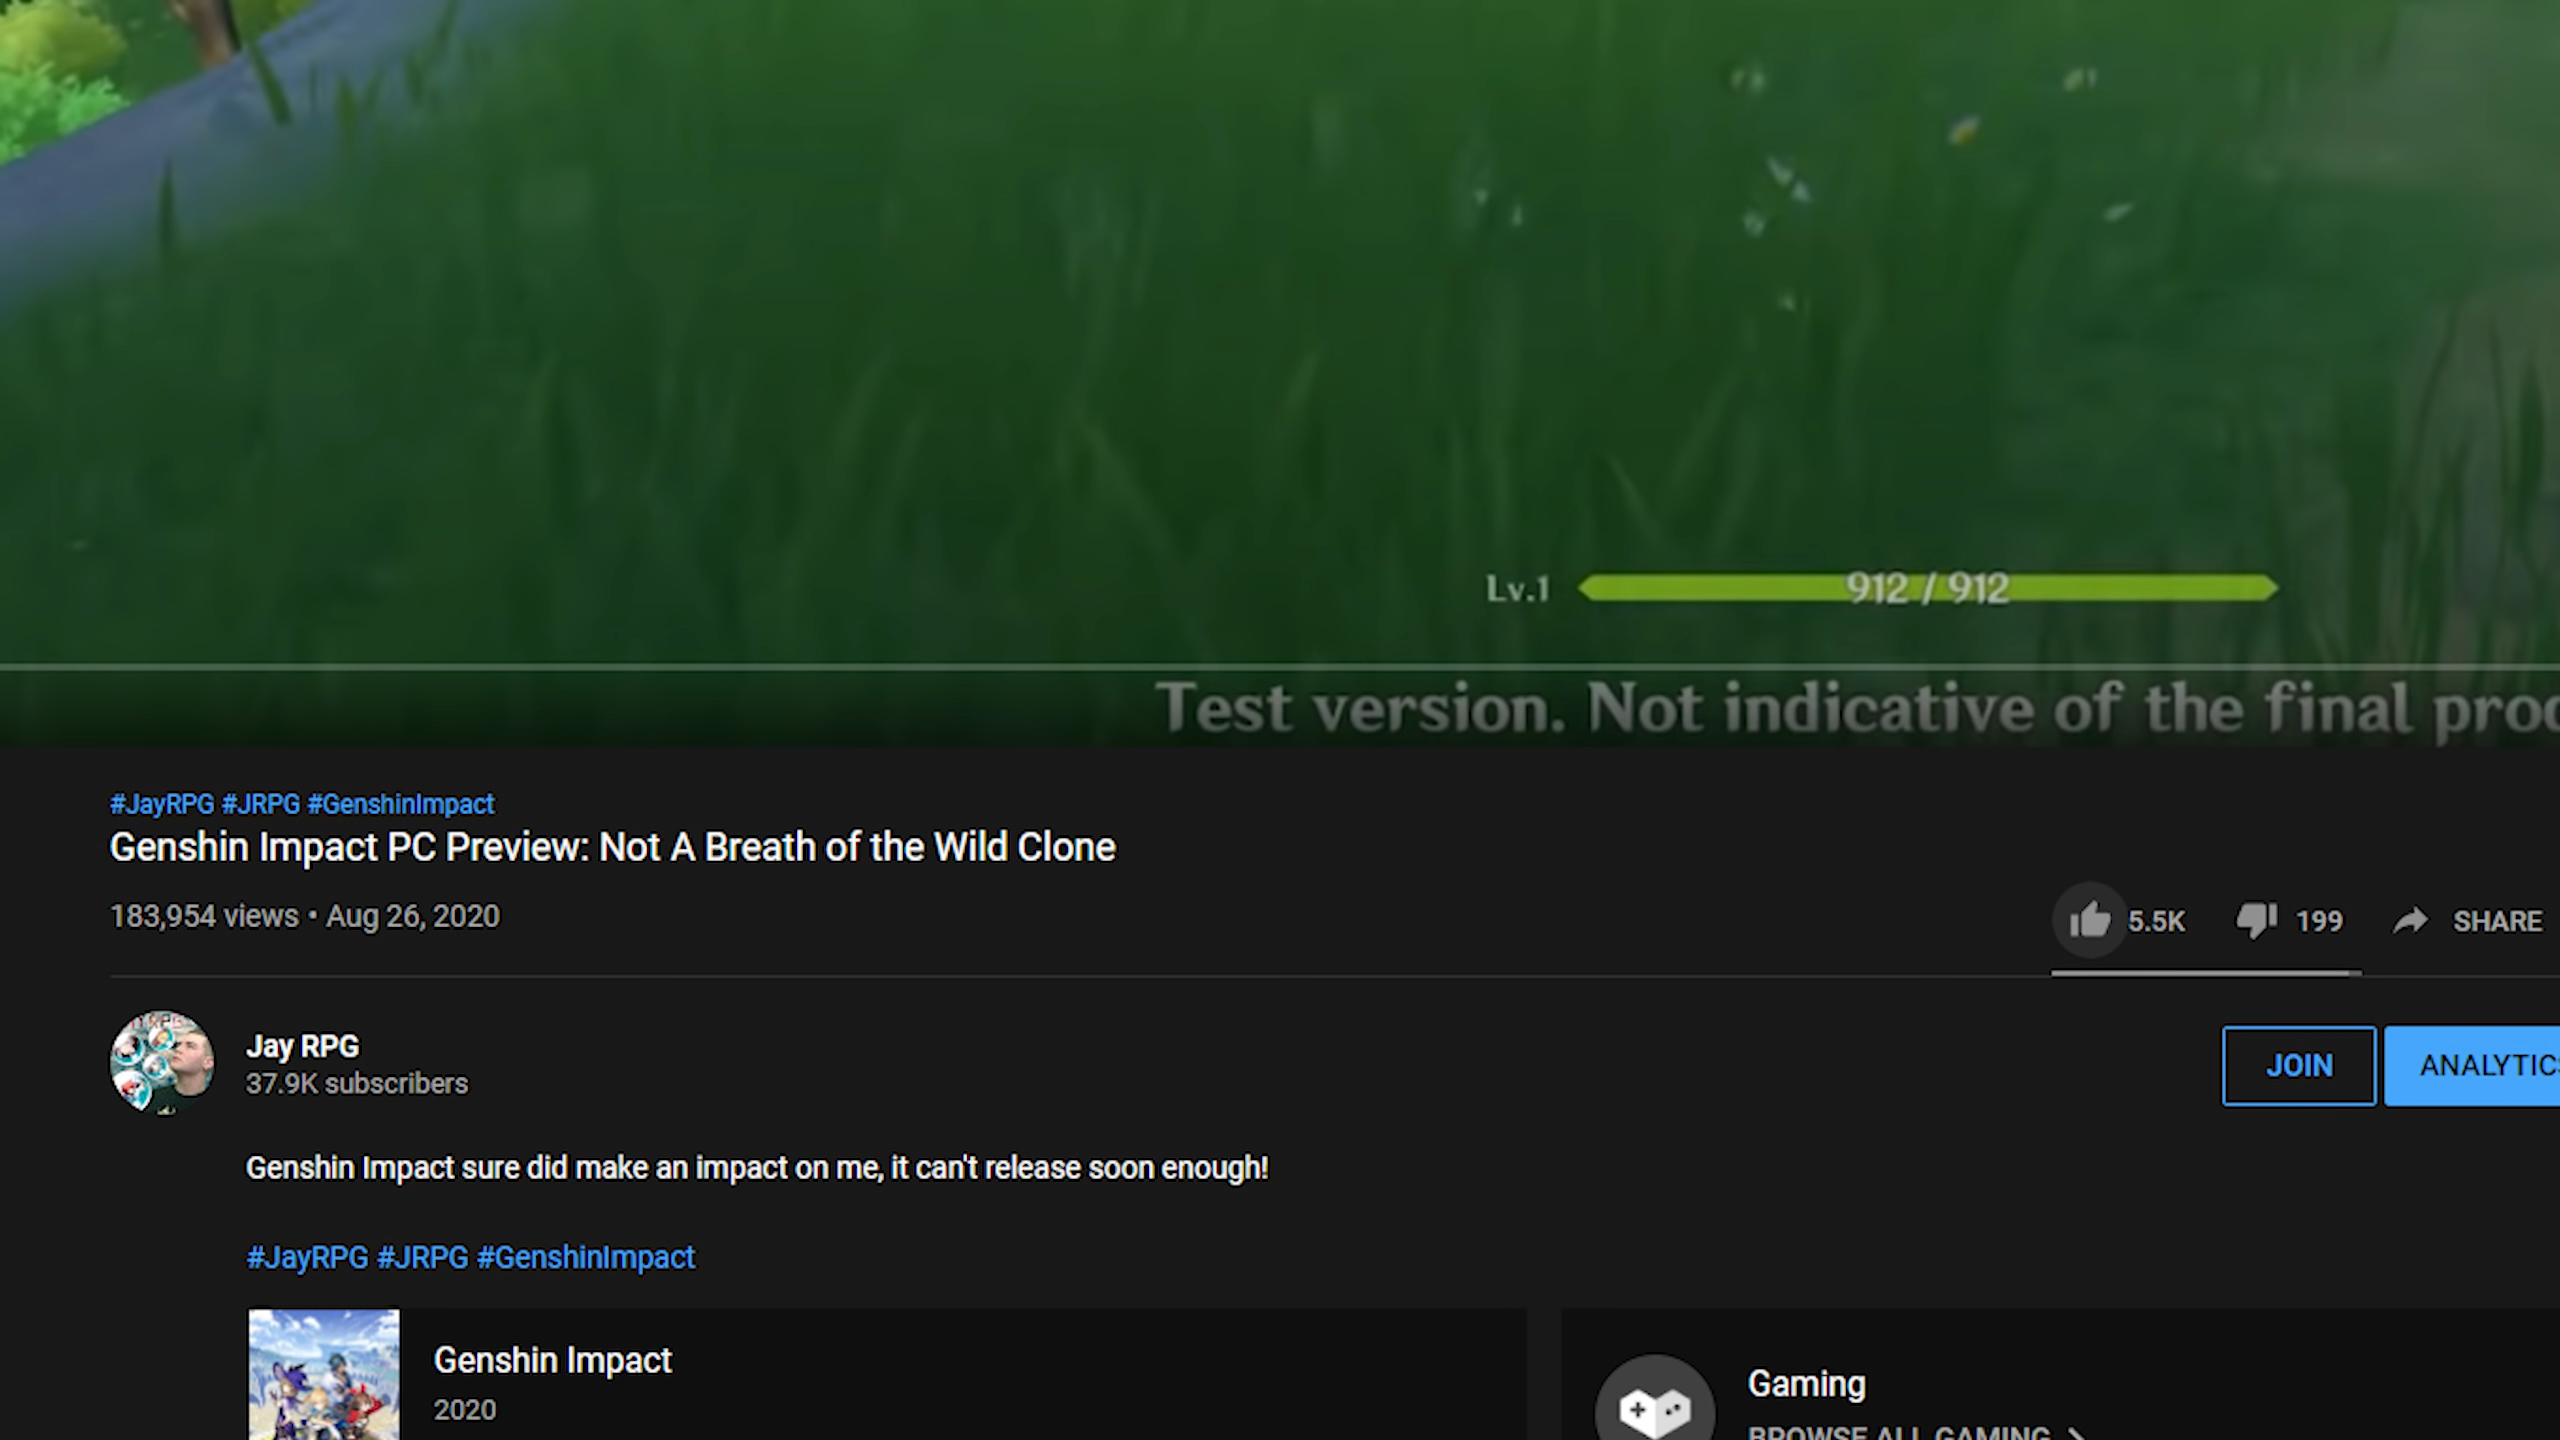 Lv.1 912 / 912
Test version. Not indicative of the final
#JayRPG #JRPG #GenshinImpact
Genshin Impact PC Preview: Not A Breath of the Wild Clone
183,954 views • Aug 26, 2020
5.5K 199 SHARE
Jay RPG
37.9K subscribers
JOIN
Genshin Impact sure did make an impact on me, it can't release soon enough!
#JayRPG #JRPG #GenshinImpact
Genshin Impact
2020
Gaming
BROWSE ALL GAMING